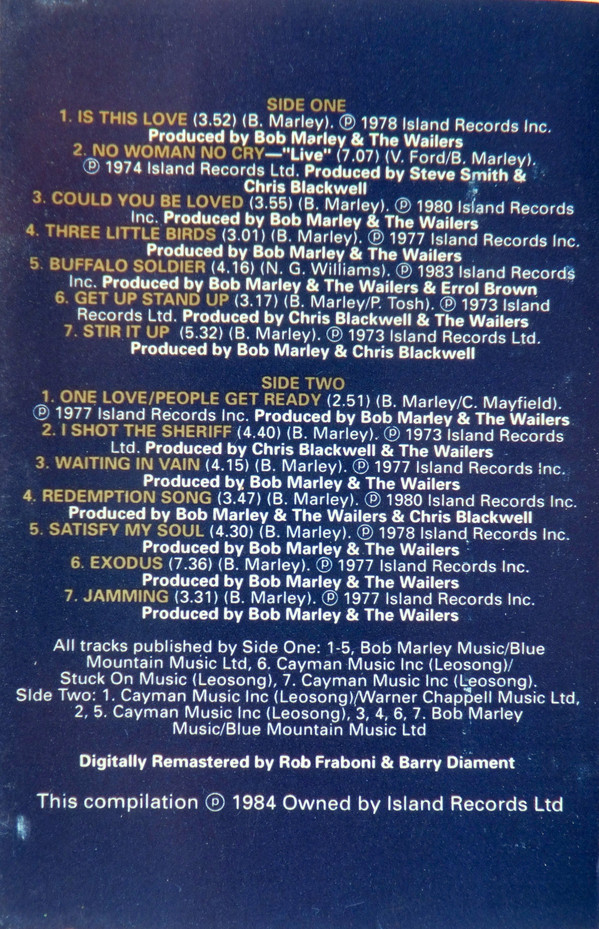 SIDE ONE
1. IS THIS LOVE (3.52) (B. Marley). ℗ 1978 Island Records Inc.
Produced by Bob Marley & The Wailers
2. NO WOMAN NO CRY—"Live" (7.07) (V. Ford/B. Marley).
℗ 1974 Island Records Ltd. Produced by Steve Smith &
Chris Blackwell
3. COULD YOU BE LOVED (3.55) (B. Marley). ℗ 1980 Island Records
Inc. Produced by Bob Marley & The Wailers
4. THREE LITTLE BIRDS (3.01) (B. Marley). ℗ 1977 Island Records Inc.
Produced by Bob Marley & The Wailers
5. BUFFALO SOLDIER (4.16) (N. G. Williams). ℗ 1983 Island Records
Inc. Produced by Bob Marley & The Wailers & Errol Brown
6. GET UP STAND UP (3.17) (B. Marley/P. Tosh). ℗ 1973 Island
Records Ltd. Produced by Chris Blackwell & The Wailers
7. STIR IT UP (5.32) (B. Marley). ℗ 1973 Island Records Ltd.
Produced by Bob Marley & Chris Blackwell
SIDE TWO
1. ONE LOVE/PEOPLE GET READY (2.51) (B. Marley/C. Mayfield).
℗ 1977 Island Records Inc. Produced by Bob Marley & The Wailers
2. I SHOT THE SHERIFF (4.40) (B. Marley). ℗ 1973 Island Records
Ltd. Produced by Chris Blackwell & The Wailers
3. WAITING IN VAIN (4.15) (B. Marley). ℗ 1977 Island Records Inc.
Produced by Bob Marley & The Wailers
4. REDEMPTION SONG (3.47) (B. Marley). ℗ 1980 Island Records Inc.
Produced by Bob Marley & The Wailers & Chris Blackwell
5. SATISFY MY SOUL (4.30) (B. Marley). ℗ 1978 Island Records Inc.
Produced by Bob Marley & The Wailers
6. EXODUS (7.36) (B. Marley). ℗ 1977 Island Records Inc.
Produced by Bob Marley & The Wailers
7. JAMMING (3.31) (B. Marley). ℗ 1977 Island Records Inc.
Produced by Bob Marley & The Wailers
All tracks published by Side One: 1-5, Bob Marley Music/Blue
Mountain Music Ltd, 6. Cayman Music Inc (Leosong)/
Stuck On Music (Leosong), 7. Cayman Music Inc (Leosong).
SIde Two: 1. Cayman Music Inc (Leosong)/Warner Chappell Music Ltd,
2, 5. Cayman Music Inc (Leosong), 3, 4, 6, 7. Bob Marley
Music/Blue Mountain Music Ltd
Digitally Remastered by Rob Fraboni & Barry Diament
This compilation ℗ 1984 Owned by Island Records Ltd